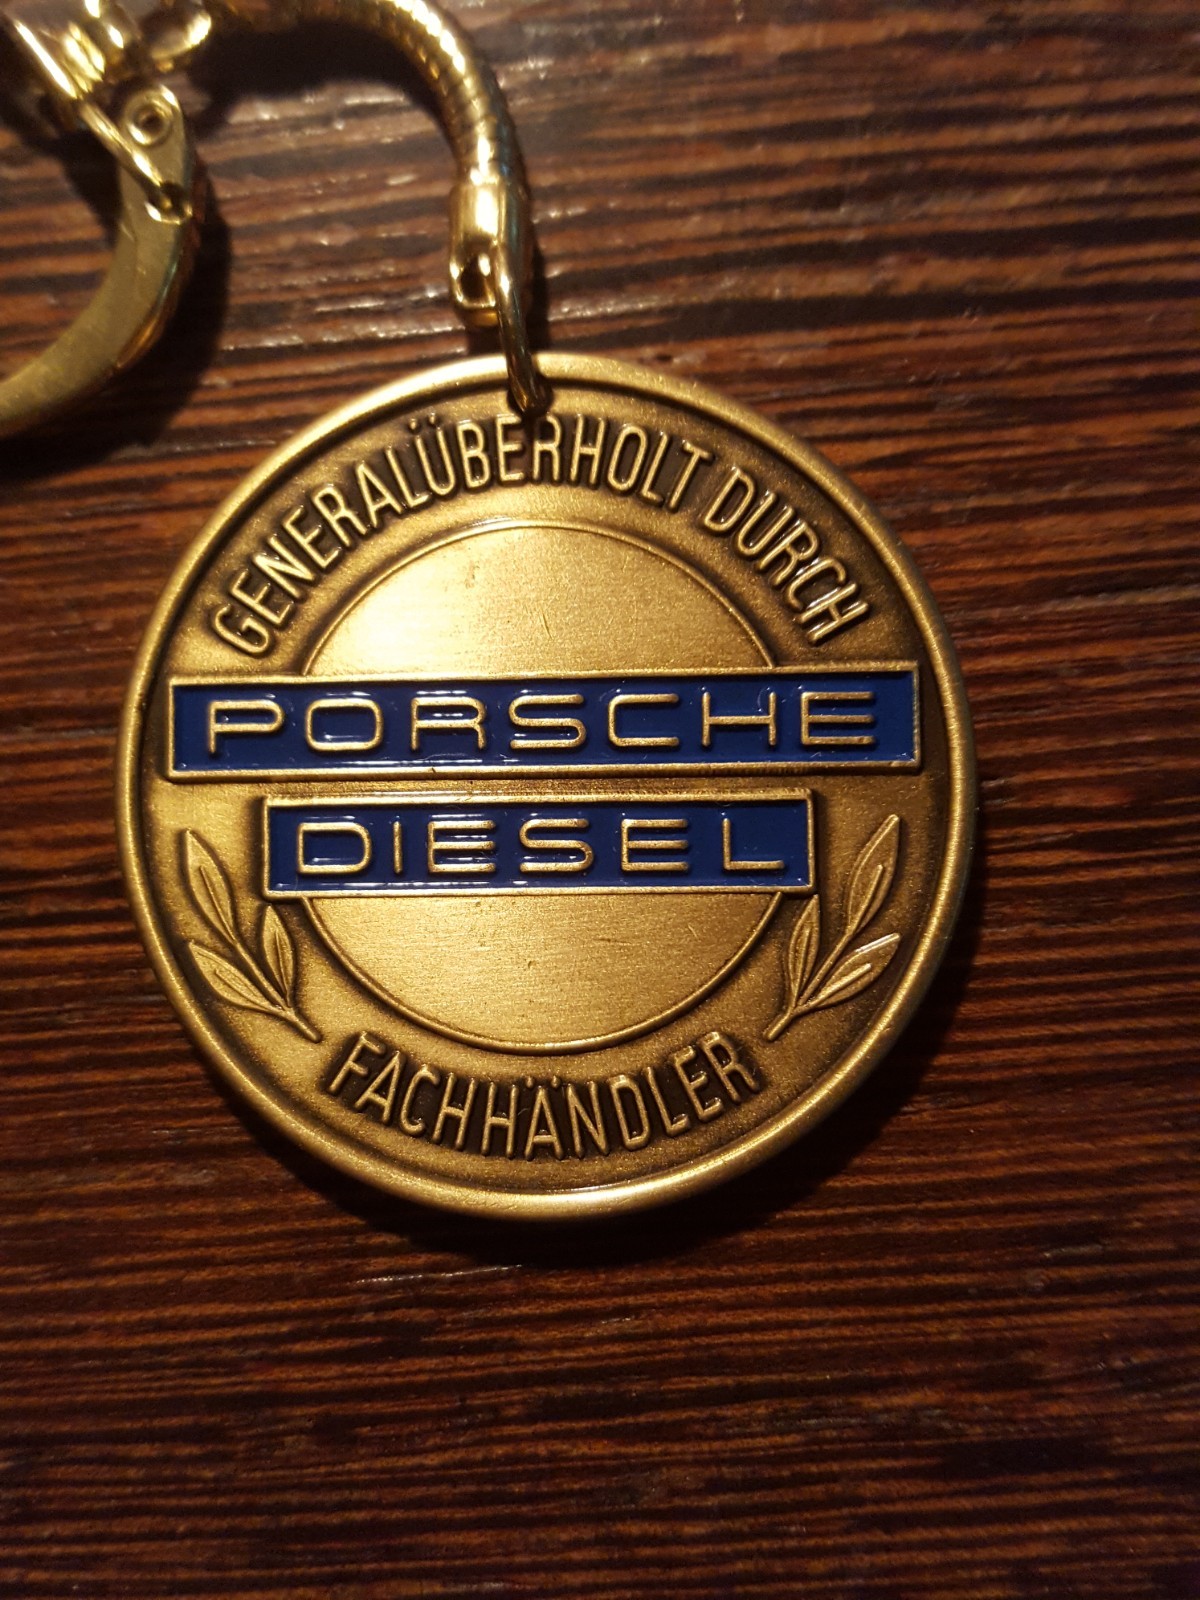 GENERALÜBERHOLT DURCH
PORSCHE
DIESEL
FACHHÄNDLER